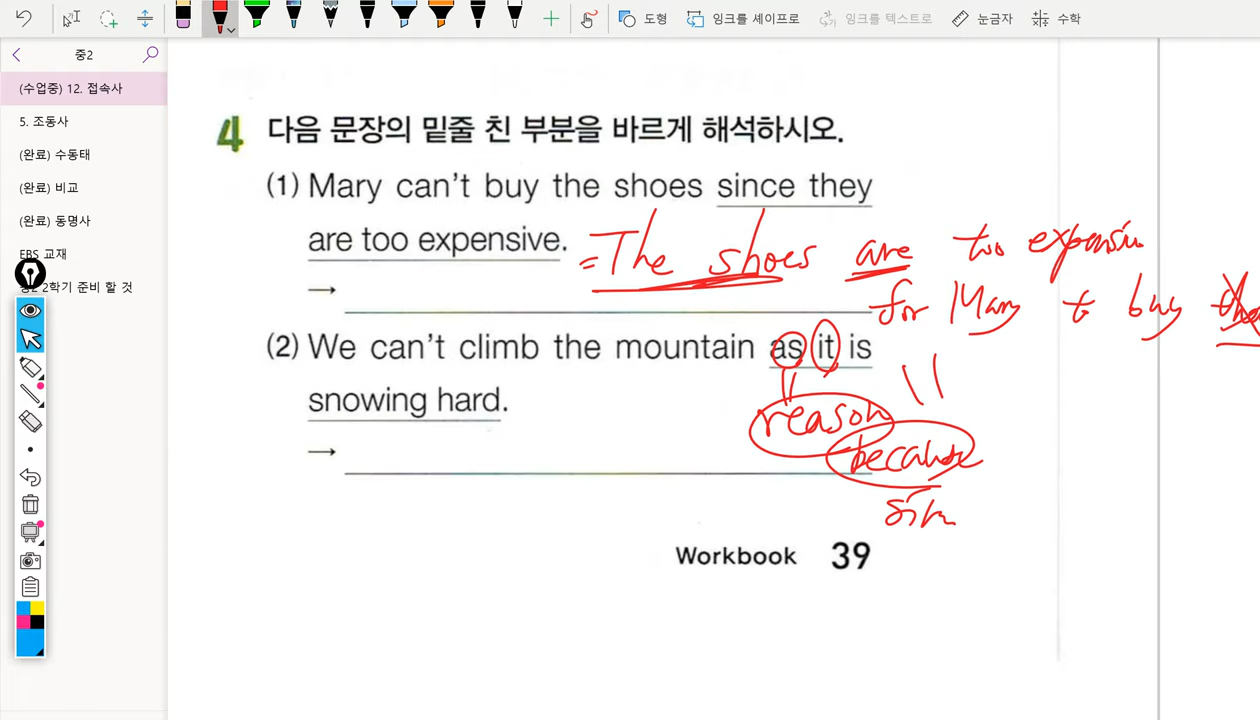 도형
잉크를 셰이프로
잉크를 텍스트로
눈금자
수학
중2
(수업중) 12. 접속사
5. 조동사
(완료) 수동태
(완료) 비교
(완료) 동명사
EBS 교재
2학기 준비 할 것
4 다음 문장의 밑줄 친 부분을 바르게 해석하시오.
(1) Mary can't buy the shoes since they
are too expensive.
= The shoes are too
for Mary to buy
→
(2) We can't climb the mountain as it is
snowing hard.
reason
because
→
Workbook 39